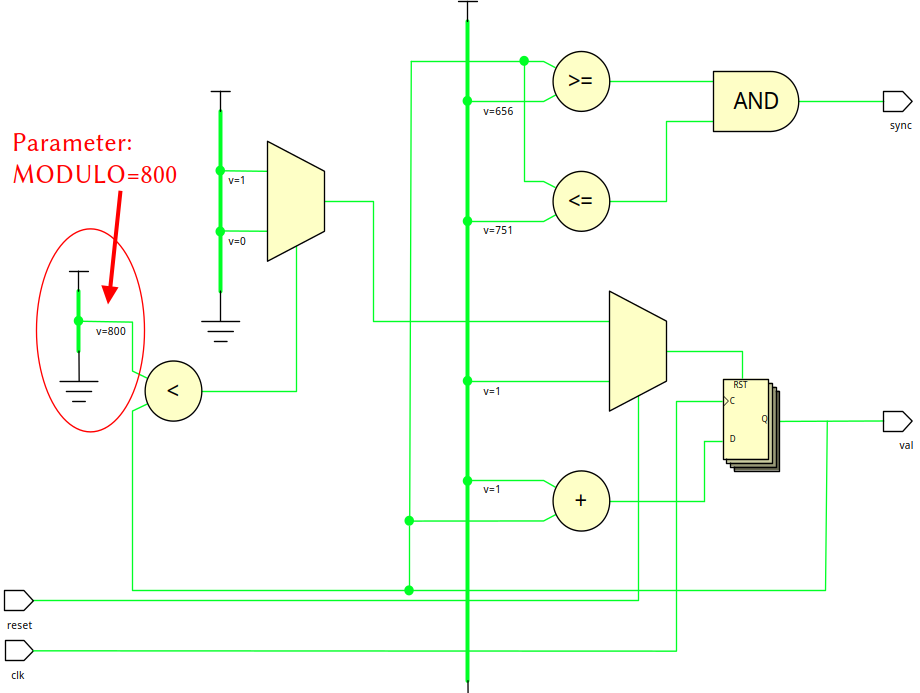 Parameter:
MODULO=800
>=
AND
sync
v=656
v=1
<=
v=0
v=751
v=800
<
RST
C
Q
D
val
v=1
v=1
+
reset
clk